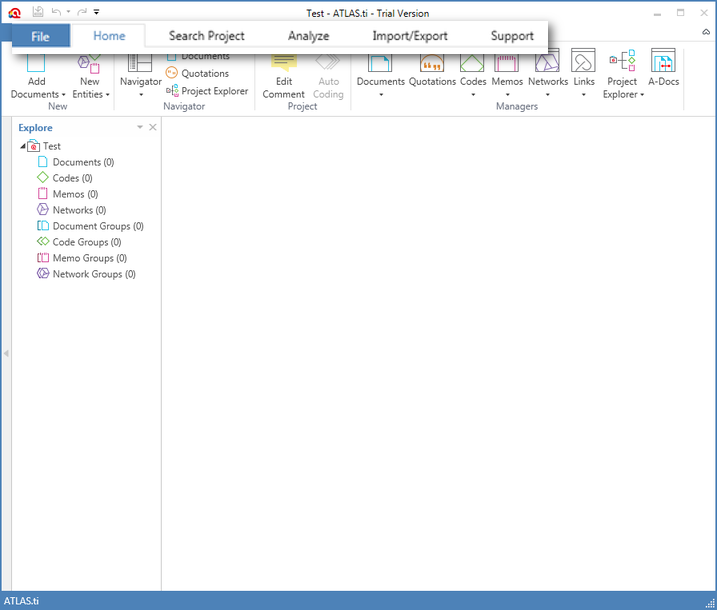 Test - ATLAS.ti - Trial Version
File Home Search Project Analyze Import/Export Support
Add Documents
New Entities
New
Navigator
Documents
Quotations
Project Explorer
Navigator
Edit Comment
Auto Coding
Project
Documents
Quotations
Codes
Memos
Networks
Links
Project Explorer
A-Docs
Managers
Explore
Test
Documents (0)
Codes (0)
Memos (0)
Networks (0)
Document Groups (0)
Code Groups (0)
Memo Groups (0)
Network Groups (0)
ATLAS.ti